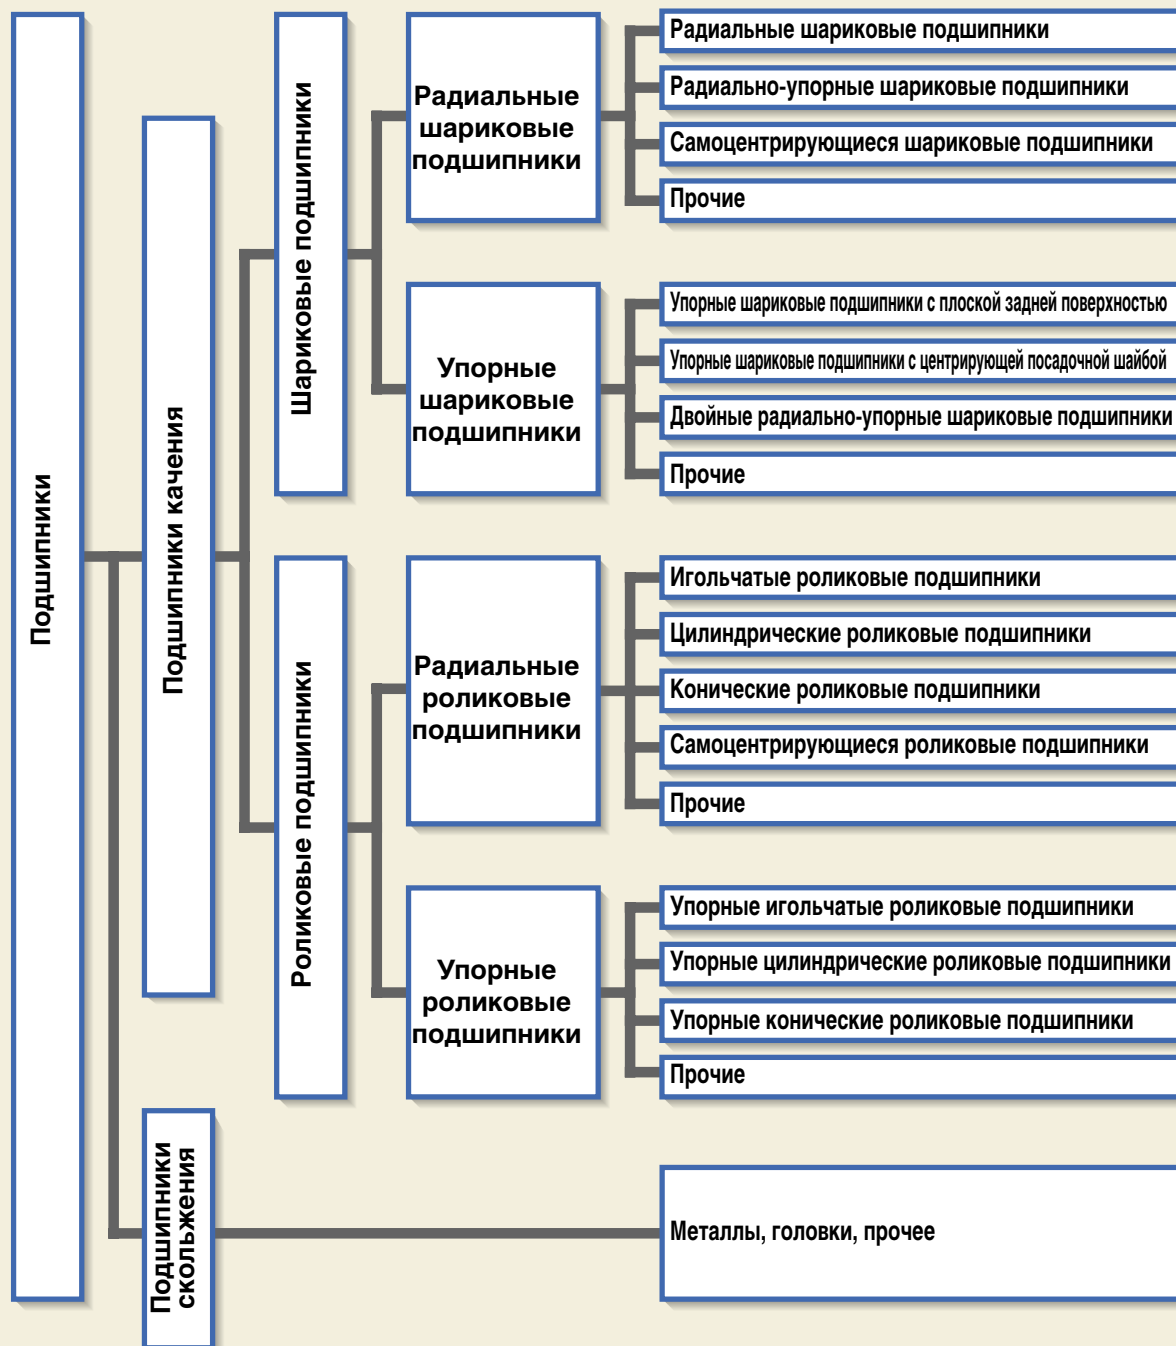 Подшипники
Подшипники качения
Шариковые подшипники
Радиальные
шариковые
подшипники
Радиальные шариковые подшипники
Радиально-упорные шариковые подшипники
Самоцентрирующиеся шариковые подшипники
Прочие
Упорные
шариковые
подшипники
Упорные шариковые подшипники с плоской задней поверхностью
Упорные шариковые подшипники с центрирующей посадочной шайбой
Двойные радиально-упорные шариковые подшипники
Прочие
Роликовые подшипники
Радиальные
роликовые
подшипники
Игольчатые роликовые подшипники
Цилиндрические роликовые подшипники
Конические роликовые подшипники
Самоцентрирующиеся роликовые подшипники
Прочие
Упорные
роликовые
подшипники
Упорные игольчатые роликовые подшипники
Упорные цилиндрические роликовые подшипники
Упорные конические роликовые подшипники
Прочие
Подшипники
скольжения
Металлы, головки, прочее